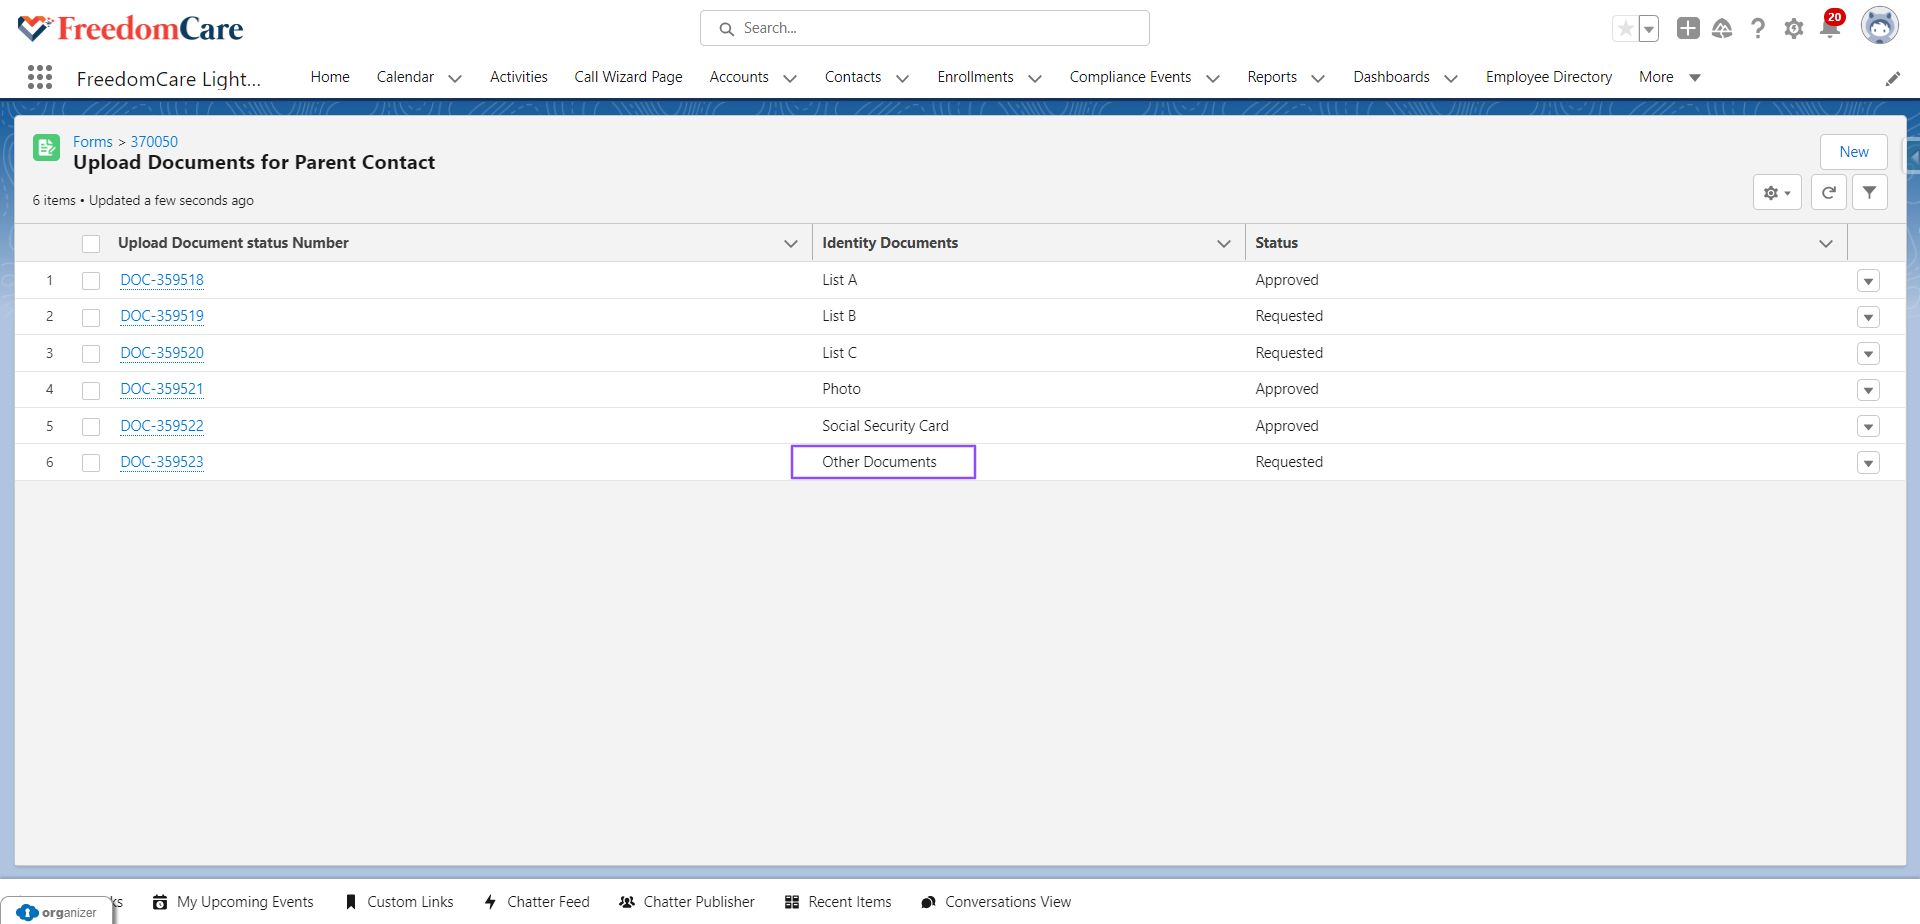 FreedomCare
Search...
20
FreedomCare Light...
Home
Calendar
Activities
Call Wizard Page
Accounts
Contacts
Enrollments
Compliance Events
Reports
Dashboards
Employee Directory
More
Forms > 370050
Upload Documents for Parent Contact
New
6 items • Updated a few seconds ago
Upload Document status Number Identity Documents Status
1 DOC-359518 List A Approved
2 DOC-359519 List B Requested
3 DOC-359520 List C Requested
4 DOC-359521 Photo Approved
5 DOC-359522 Social Security Card Approved
6 DOC-359523 Other Documents Requested
organizer
My Upcoming Events
Custom Links
Chatter Feed
Chatter Publisher
Recent Items
Conversations View